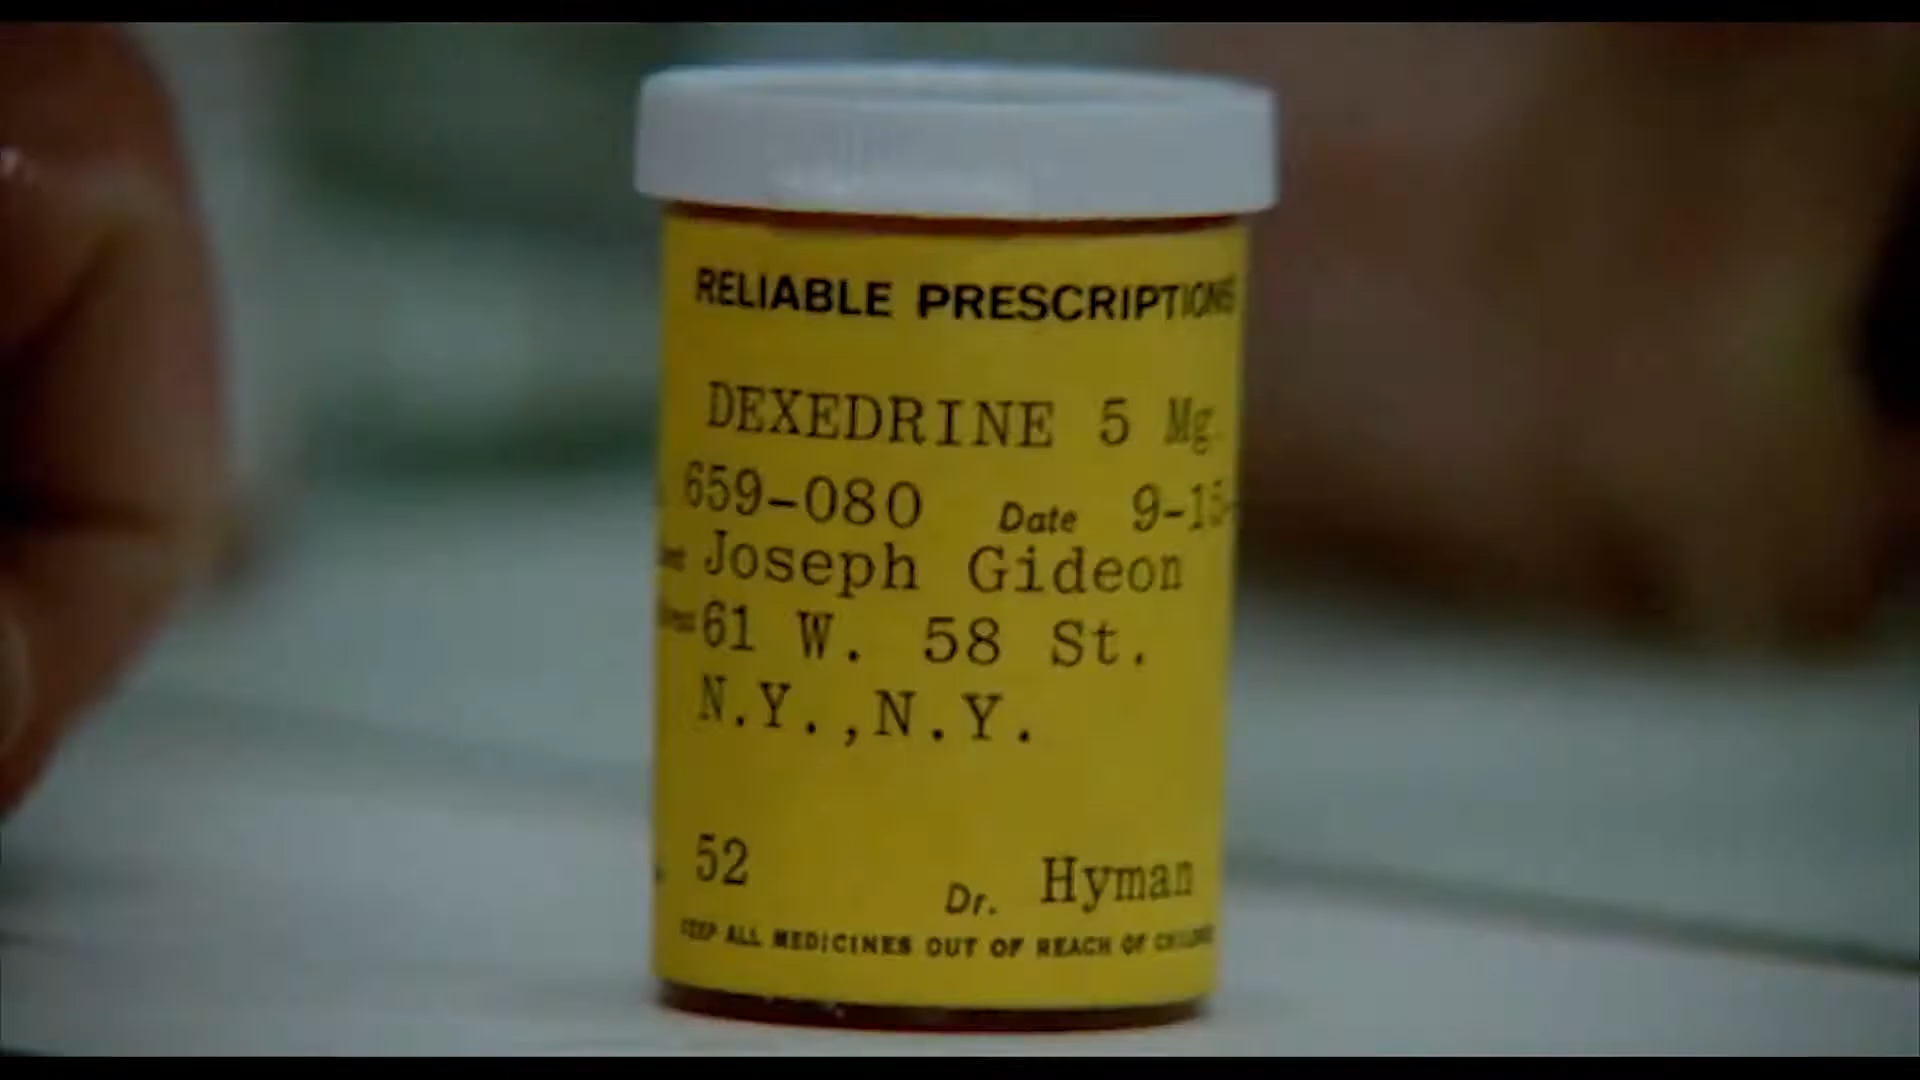 RELIABLE PRESCRIPTIONS
DEXEDRINE 5 Mg.
659-080 Date 9-15-
Joseph Gideon
61 W. 58 St.
N.Y.,N.Y.
52 Dr. Hyman
KEEP ALL MEDICINES OUT OF REACH OF CHILDREN